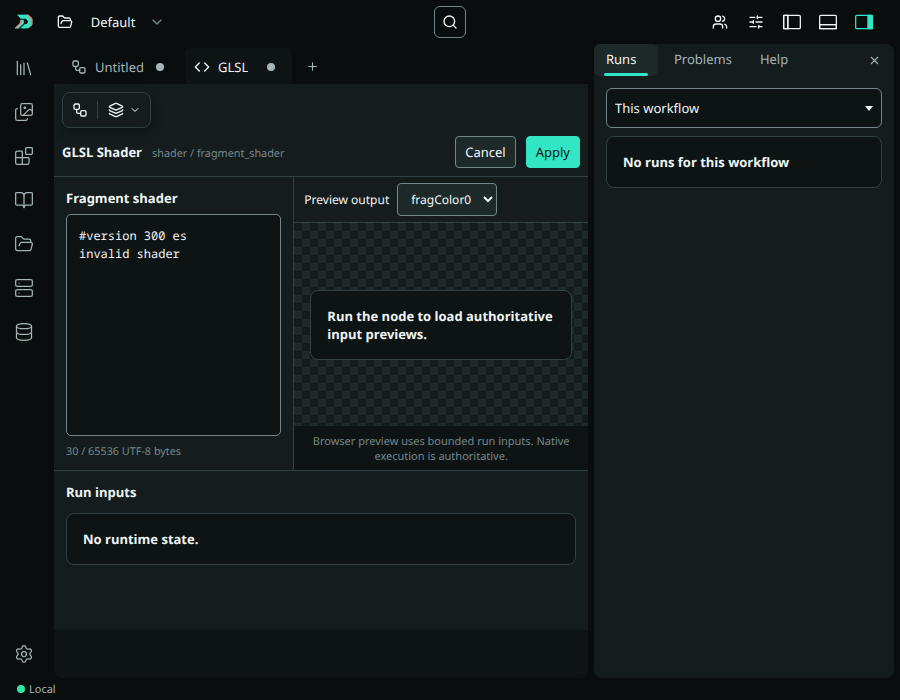 Default
Untitled
GLSL
Runs
Problems
Help
This workflow
No runs for this workflow
GLSL Shader
shader / fragment_shader
Cancel
Apply
Fragment shader
#version 300 es
invalid shader
30 / 65536 UTF-8 bytes
Preview output
fragColor0
Run the node to load authoritative
input previews.
Browser preview uses bounded run inputs. Native
execution is authoritative.
Run inputs
No runtime state.
Local